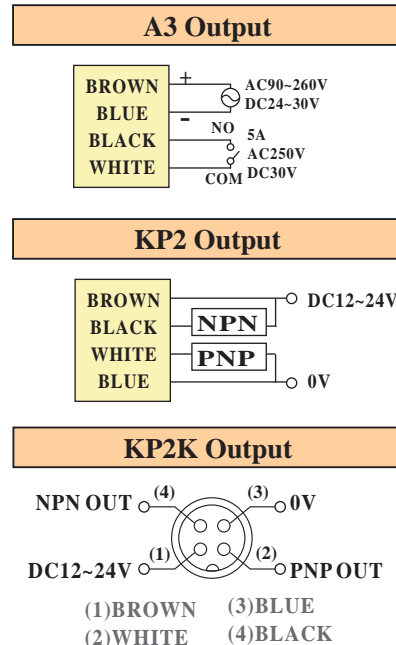 A3 Output
BROWN + AC90~260V
BLUE - DC24~30V
BLACK NO 5A
AC250V
WHITE COM DC30V
KP2 Output
BROWN DC12~24V
BLACK NPN
WHITE PNP
BLUE 0V
KP2K Output
NPN OUT (4) (3) 0V
DC12~24V (1) (2) PNP OUT
(1)BROWN (3)BLUE
(2)WHITE (4)BLACK